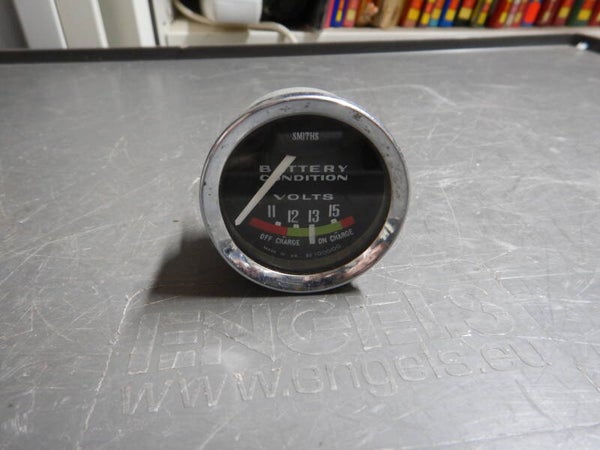 SMITHS
BATTERY
CONDITION
VOLTS
11 12 13 15
OFF CHARGE ON CHARGE
ENGELS
www.engels.eu